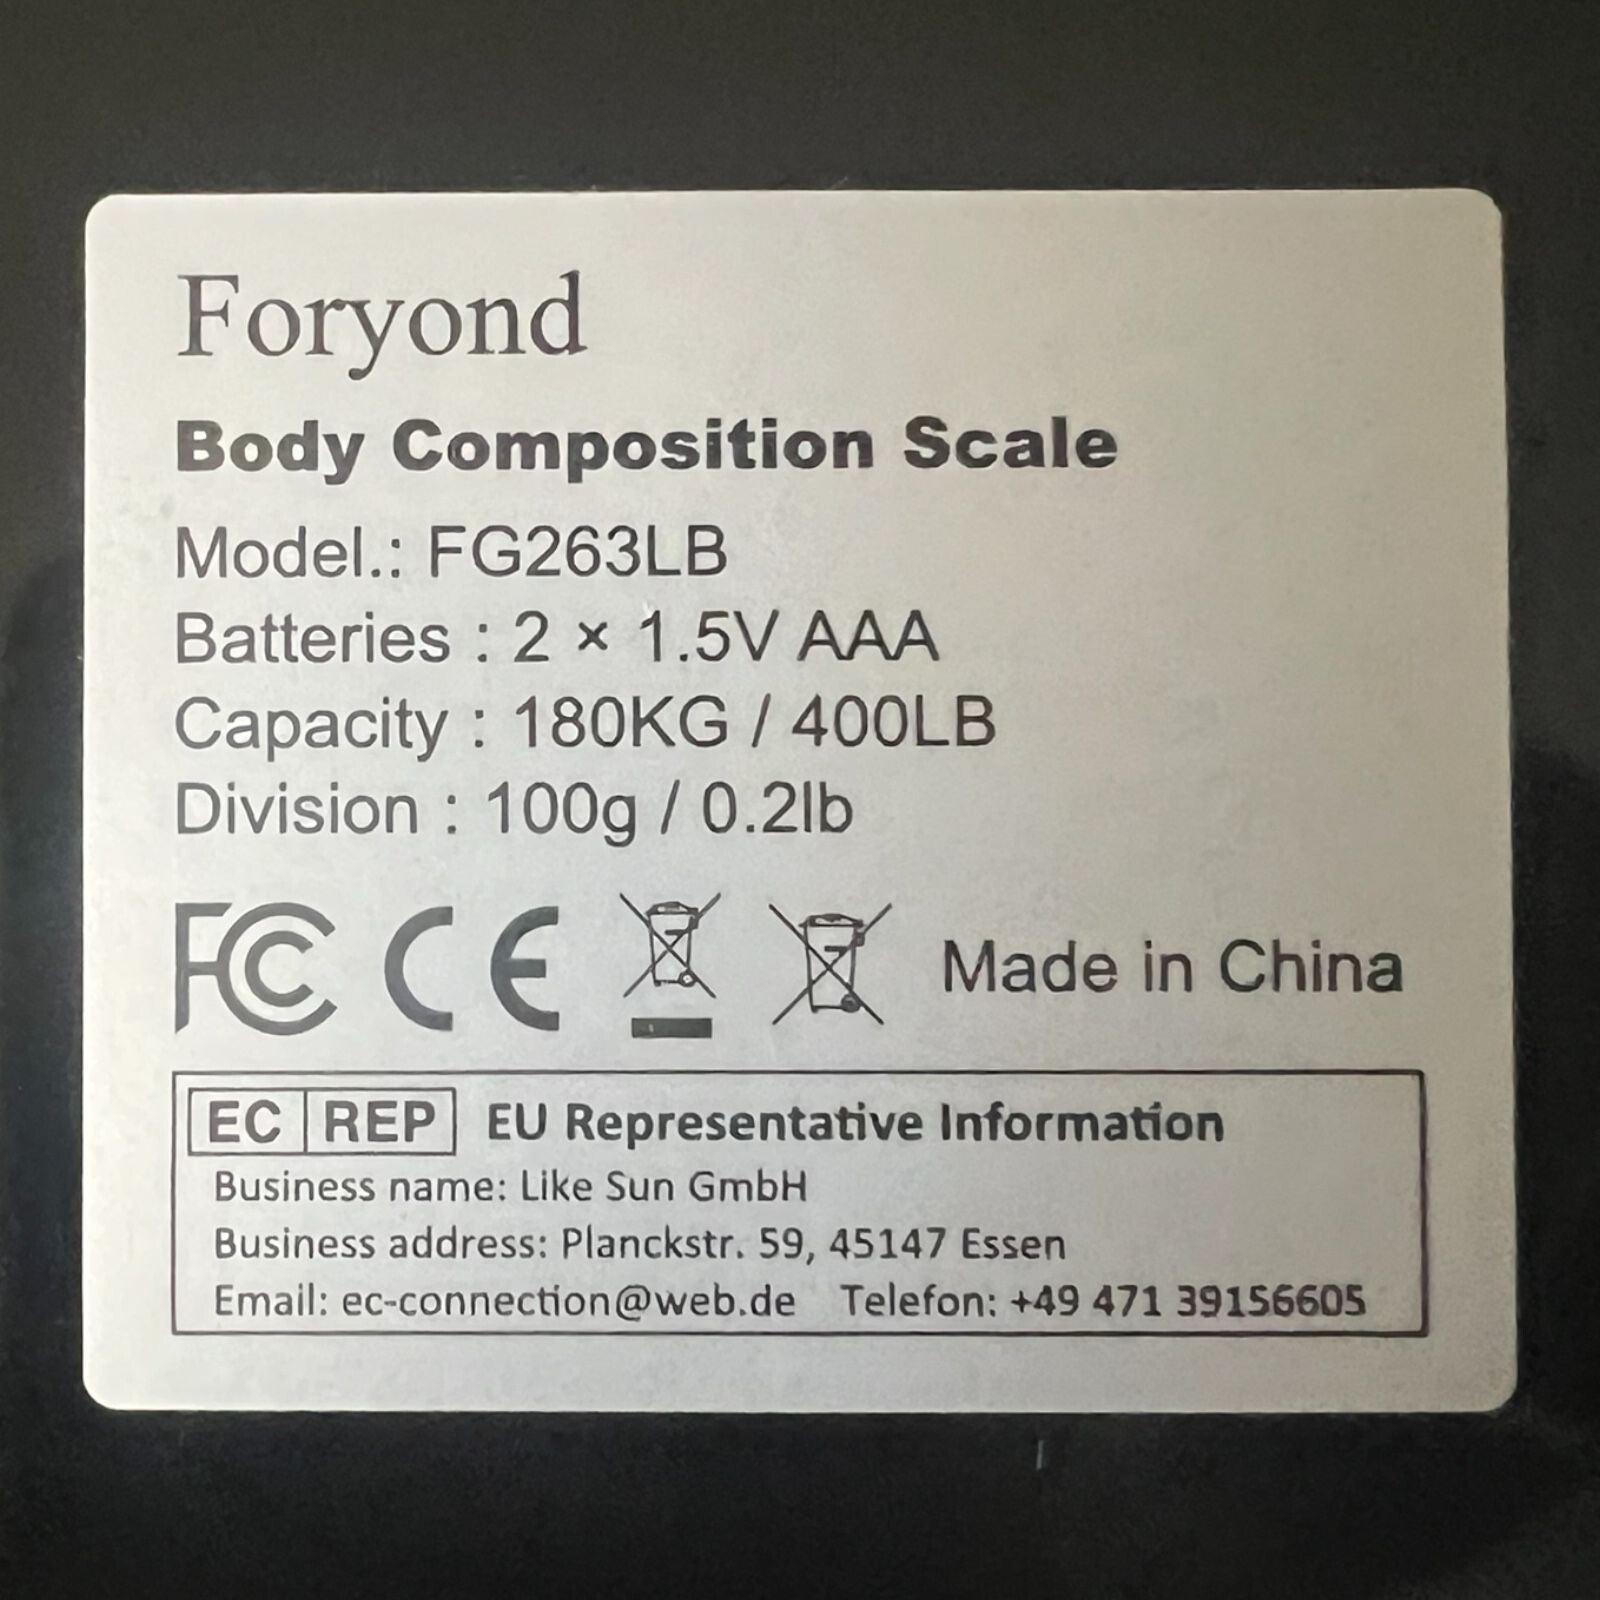 Foryond
Body Composition Scale
Model.: FG263LB
Batteries : 2 × 1.5V AAA
Capacity : 180KG / 400LB
Division : 100g / 0.2lb
FC CE Made in China
EC REP EU Representative Information
Business name: Like Sun GmbH
Business address: Planckstr. 59, 45147 Essen
Email: ec-connection@web.de Telefon: +49 471 39156605